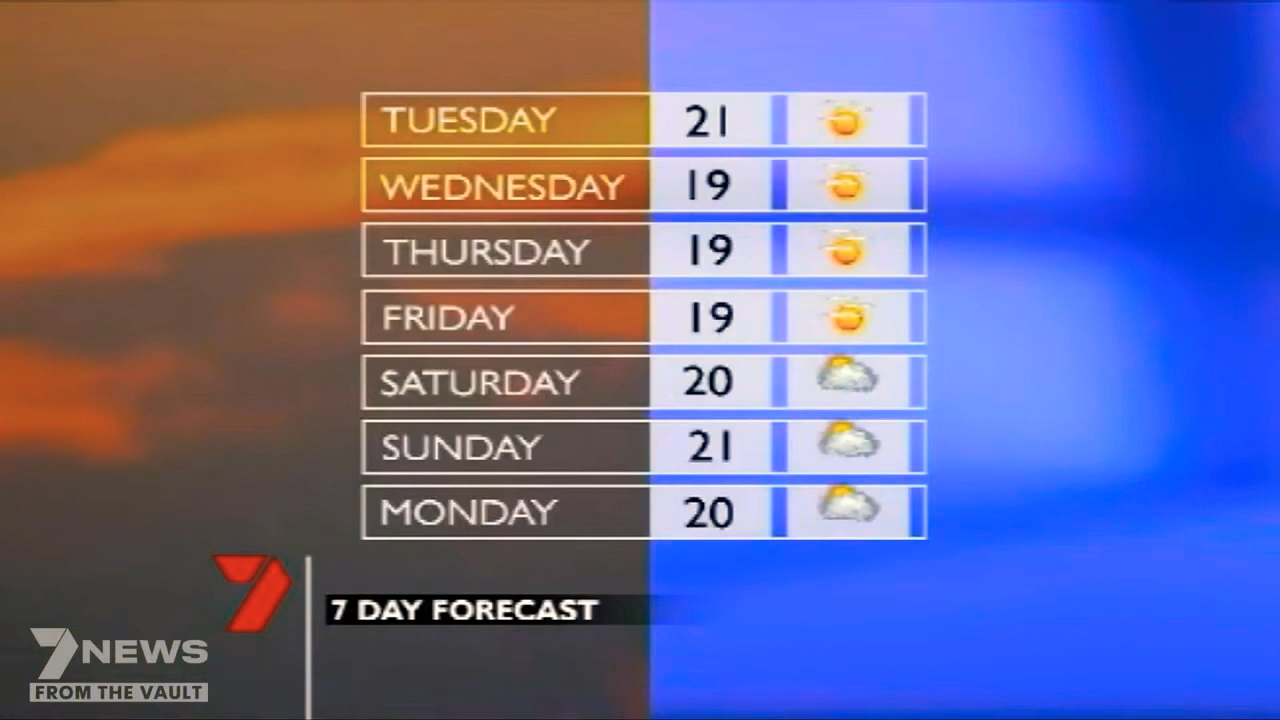 TUESDAY 21
WEDNESDAY 19
THURSDAY 19
FRIDAY 19
SATURDAY 20
SUNDAY 21
MONDAY 20
7
7 DAY FORECAST
7NEWS
FROM THE VAULT